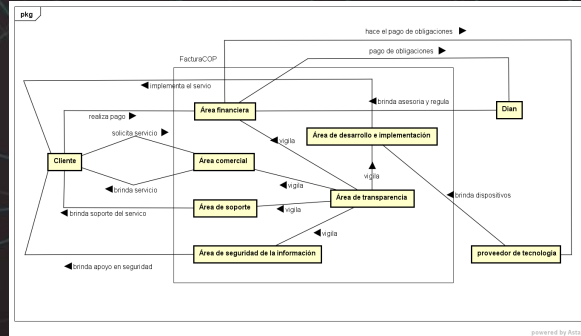 pkg
hace el pago de obligaciones
pago de obligaciones
FacturaCOP
implementa el servio
brinda asesoria y regula
Área financiera
Dian
realiza pago
solicita servicio
Área de desarrollo e implementación
vigila
Cliente
Área comercial
vigila
brinda servicio
vigila
Área de transparencia
brinda dispositivos
Área de soporte
vigila
brinda soporte del servico
vigila
Área de seguridad de la información
proveedor de tecnologia
brinda apoyo en seguridad
powered by Asta